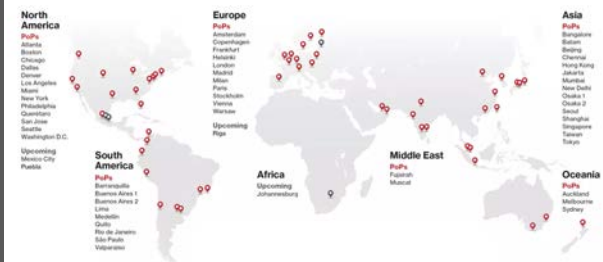 North
America
PoPs
Atlanta
Boston
Chicago
Dallas
Denver
Los Angeles
Miami
New York
Philadelphia
Querétaro
San Jose
Seattle
Washington D.C.
Upcoming
Mexico City
Puebla
South
America
PoPs
Barranquilla
Buenos Aires 1
Buenos Aires 2
Lima
Medellín
Quito
Rio de Janeiro
São Paulo
Valparaiso
Europe
PoPs
Amsterdam
Copenhagen
Frankfurt
Helsinki
London
Madrid
Milan
Paris
Stockholm
Vienna
Warsaw
Upcoming
Riga
Africa
Upcoming
Johannesburg
Middle East
PoPs
Fujairah
Muscat
Asia
PoPs
Bangalore
Batam
Beijing
Chennai
Hong Kong
Jakarta
Mumbai
New Delhi
Osaka 1
Osaka 2
Seoul
Shanghai
Singapore
Taiwan
Tokyo
Oceania
PoPs
Auckland
Melbourne
Sydney